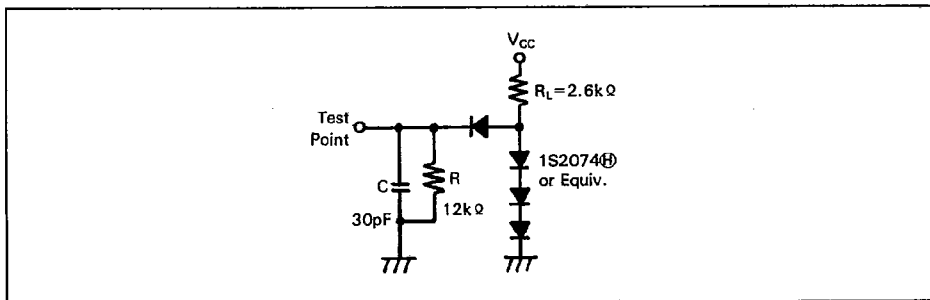 VCC
RL=2.6kΩ
Test
Point
1S2074Ⓗ
or Equiv.
C
R
30pF
12kΩ